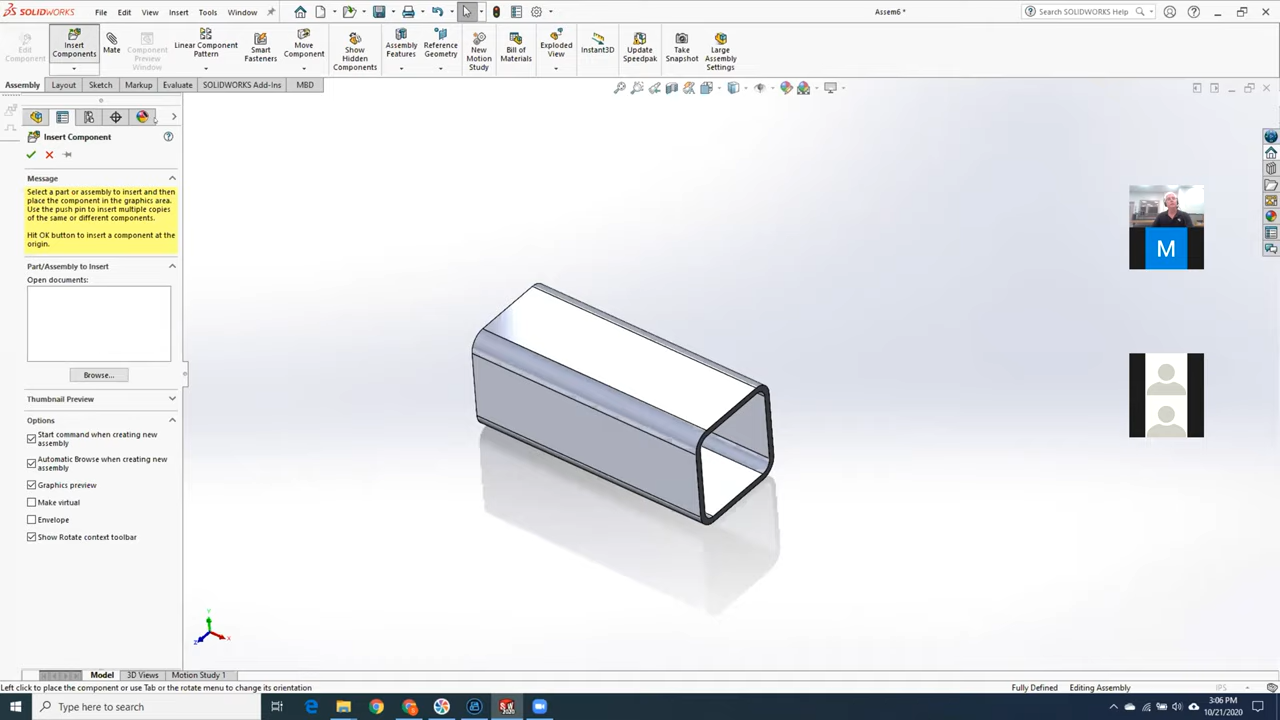 SOLIDWORKS
File
Edit
View
Insert
Tools
Window
Assem6 *
Search SOLIDWORKS Help
Edit
Component
Insert
Components
Mate
Component
Preview
Window
Linear Component
Pattern
Smart
Fasteners
Move
Component
Show
Hidden
Components
Assembly
Features
Reference
Geometry
New
Motion
Study
Bill of
Materials
Exploded
View
Instant3D
Update
Speedpak
Take
Snapshot
Large
Assembly
Settings
Assembly
Layout
Sketch
Markup
Evaluate
SOLIDWORKS Add-Ins
MBD
Insert Component
Message
Select a part or assembly to insert and then
place the component in the graphics area.
Use the push pin to insert multiple copies
of the same or different components.
Hit OK button to insert a component at the
origin.
Part/Assembly to Insert
Open documents:
Browse...
Thumbnail Preview
Options
Start command when creating new
assembly
Automatic Browse when creating new
assembly
Graphics preview
Make virtual
Envelope
Show Rotate context toolbar
M
Y
X
Z
Model
3D Views
Motion Study 1
Left click to place the component or use Tab or the rotate menu to change its orientation
Fully Defined
Editing Assembly
IPS
Type here to search
3:06 PM
10/21/2020